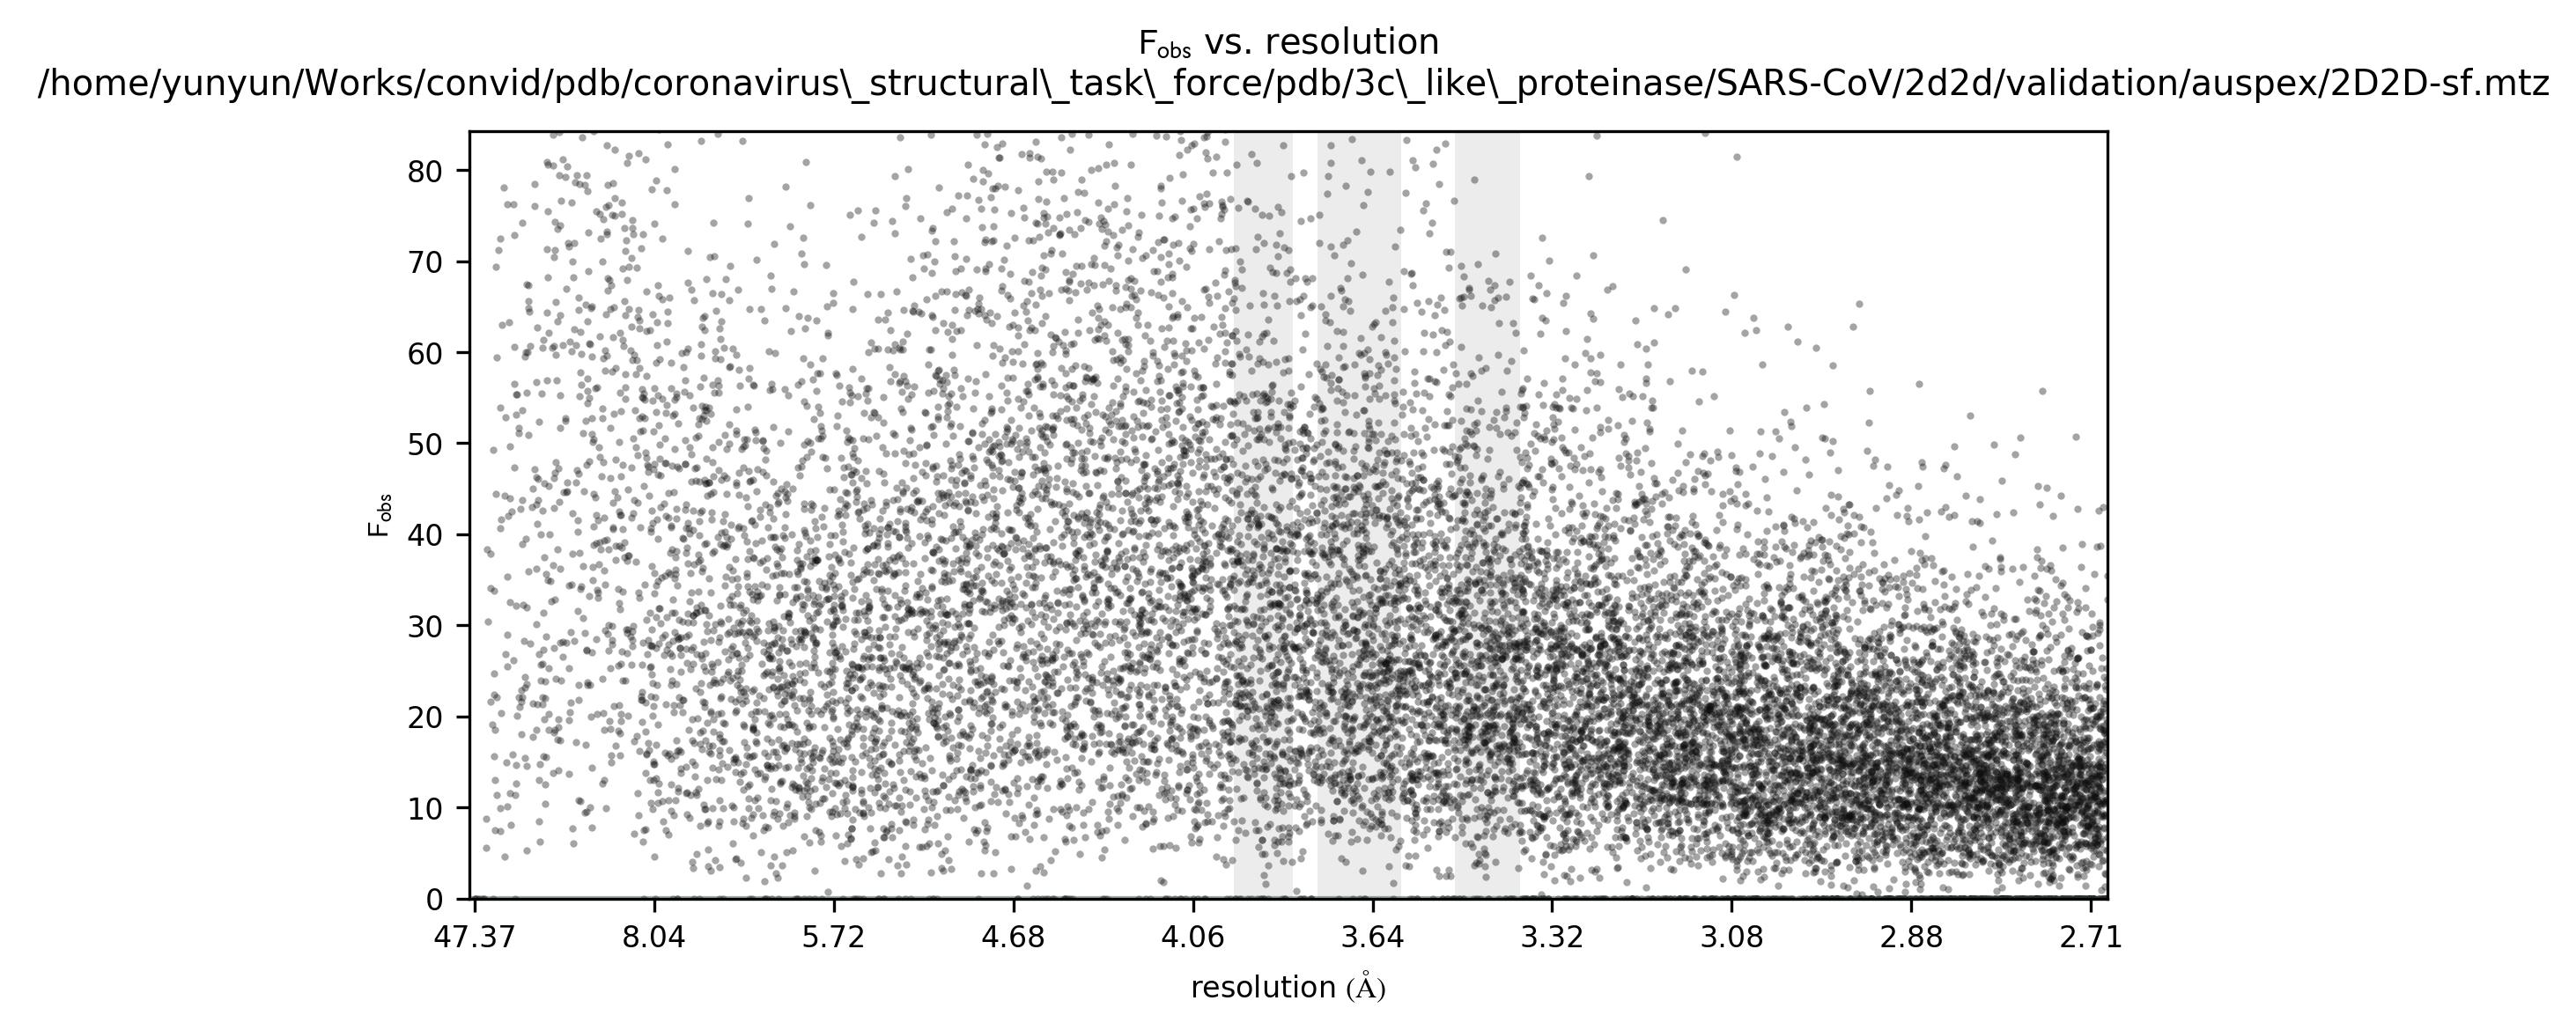 Fobs vs. resolution
/home/yunyun/Works/convid/pdb/coronavirus\_structural\_task\_force/pdb/3c\_like\_proteinase/SARS-CoV/2d2d/validation/auspex/2D2D-sf.mtz
80
70
60
50
40
30
20
10
0
Fobs
47.37 8.04 5.72 4.68 4.06 3.64 3.32 3.08 2.88 2.71
resolution (Å)